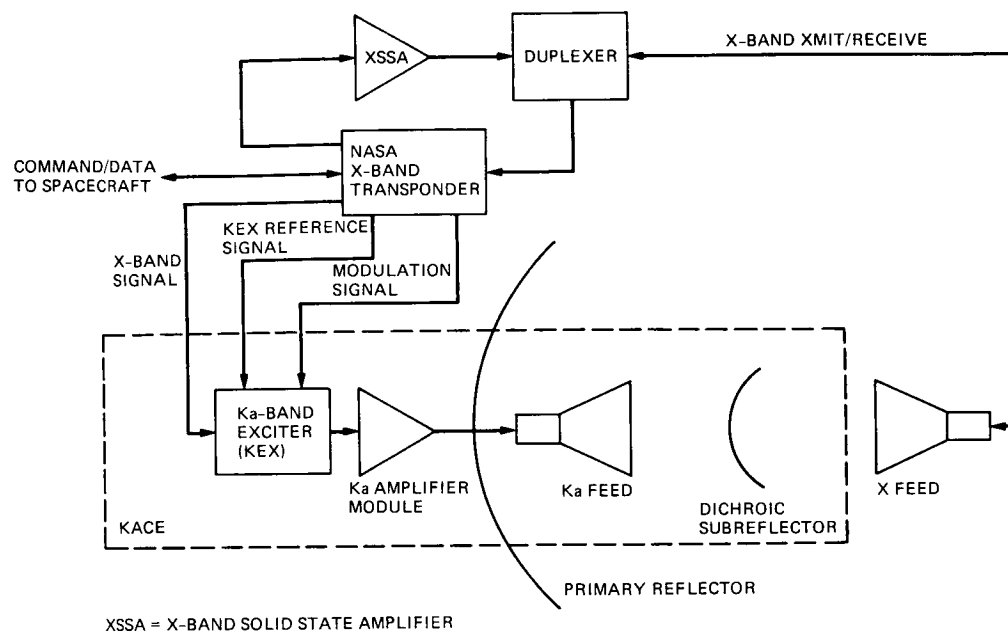 XSSA
DUPLEXER
X-BAND XMIT/RECEIVE
NASA
X-BAND
TRANSPONDER
COMMAND/DATA
TO SPACECRAFT
KEX REFERENCE
SIGNAL
X-BAND
SIGNAL
MODULATION
SIGNAL
Ka-BAND
EXCITER
(KEX)
Ka AMPLIFIER
MODULE
Ka FEED
DICHROIC
SUBREFLECTOR
X FEED
KACE
PRIMARY REFLECTOR
XSSA = X-BAND SOLID STATE AMPLIFIER